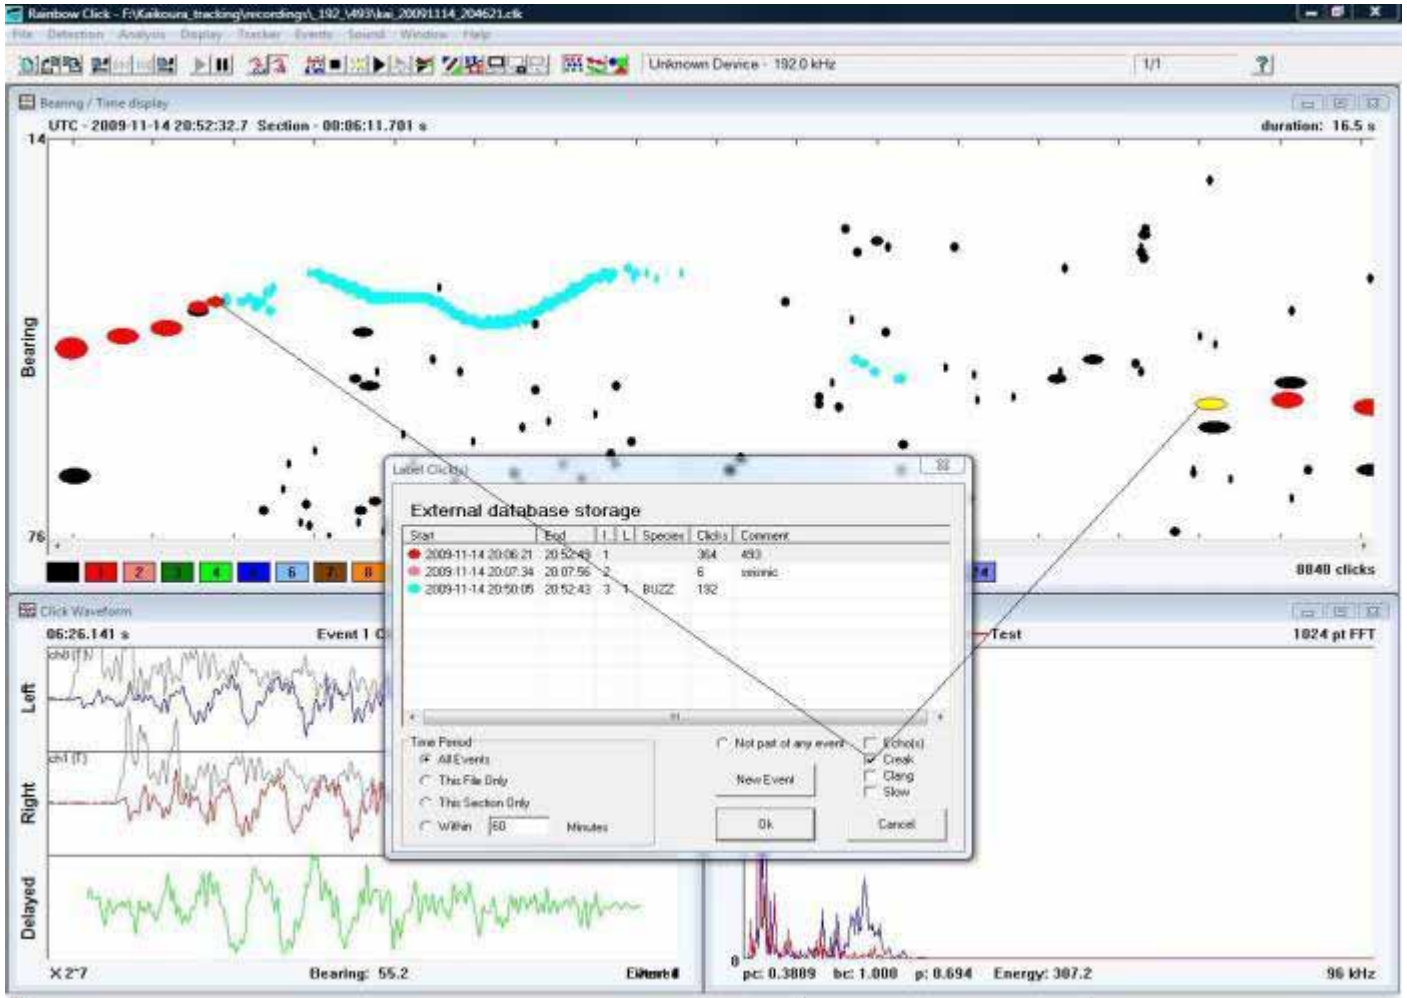 Rainbow Click - F:\Kaikoura_tracking\recordings\_192_\493\kai_20091114_204621.clk
File Detection Analysis Display Tracker Events Sound Window Help
Unknown Device - 192.0 kHz
1/1
Bearing / Time display
UTC - 2009-11-14 20:52:32.7 Section - 00:06:11.701 s
duration: 16.5 s
14
Bearing
76
1 2 3 4 5 6 7 8
8840 clicks
Label Click(s)
External database storage
Start End I. L Species Clicks Comment
2009-11-14 20:06:21 20:52:49 1 364 493
2009-11-14 20:07:34 20:07:56 2 6 seismic
2009-11-14 20:50:05 20:52:43 3 1 BUZZ 192
Time Period
All Events
This File Only
This Section Only
Within 60 Minutes
Not part of any event
New Event
Ok
Echo(s)
Creak
Clang
Slow
Cancel
Click Waveform
06:26.141 s
Event 1 C
ch0 (T)
Left
ch1 (T)
Right
Delayed
X 2^7
Bearing: 55.2
Test
1024 pt FFT
0
pc: 0.3889 bc: 1.000 p: 0.694 Energy: 307.2
96 kHz